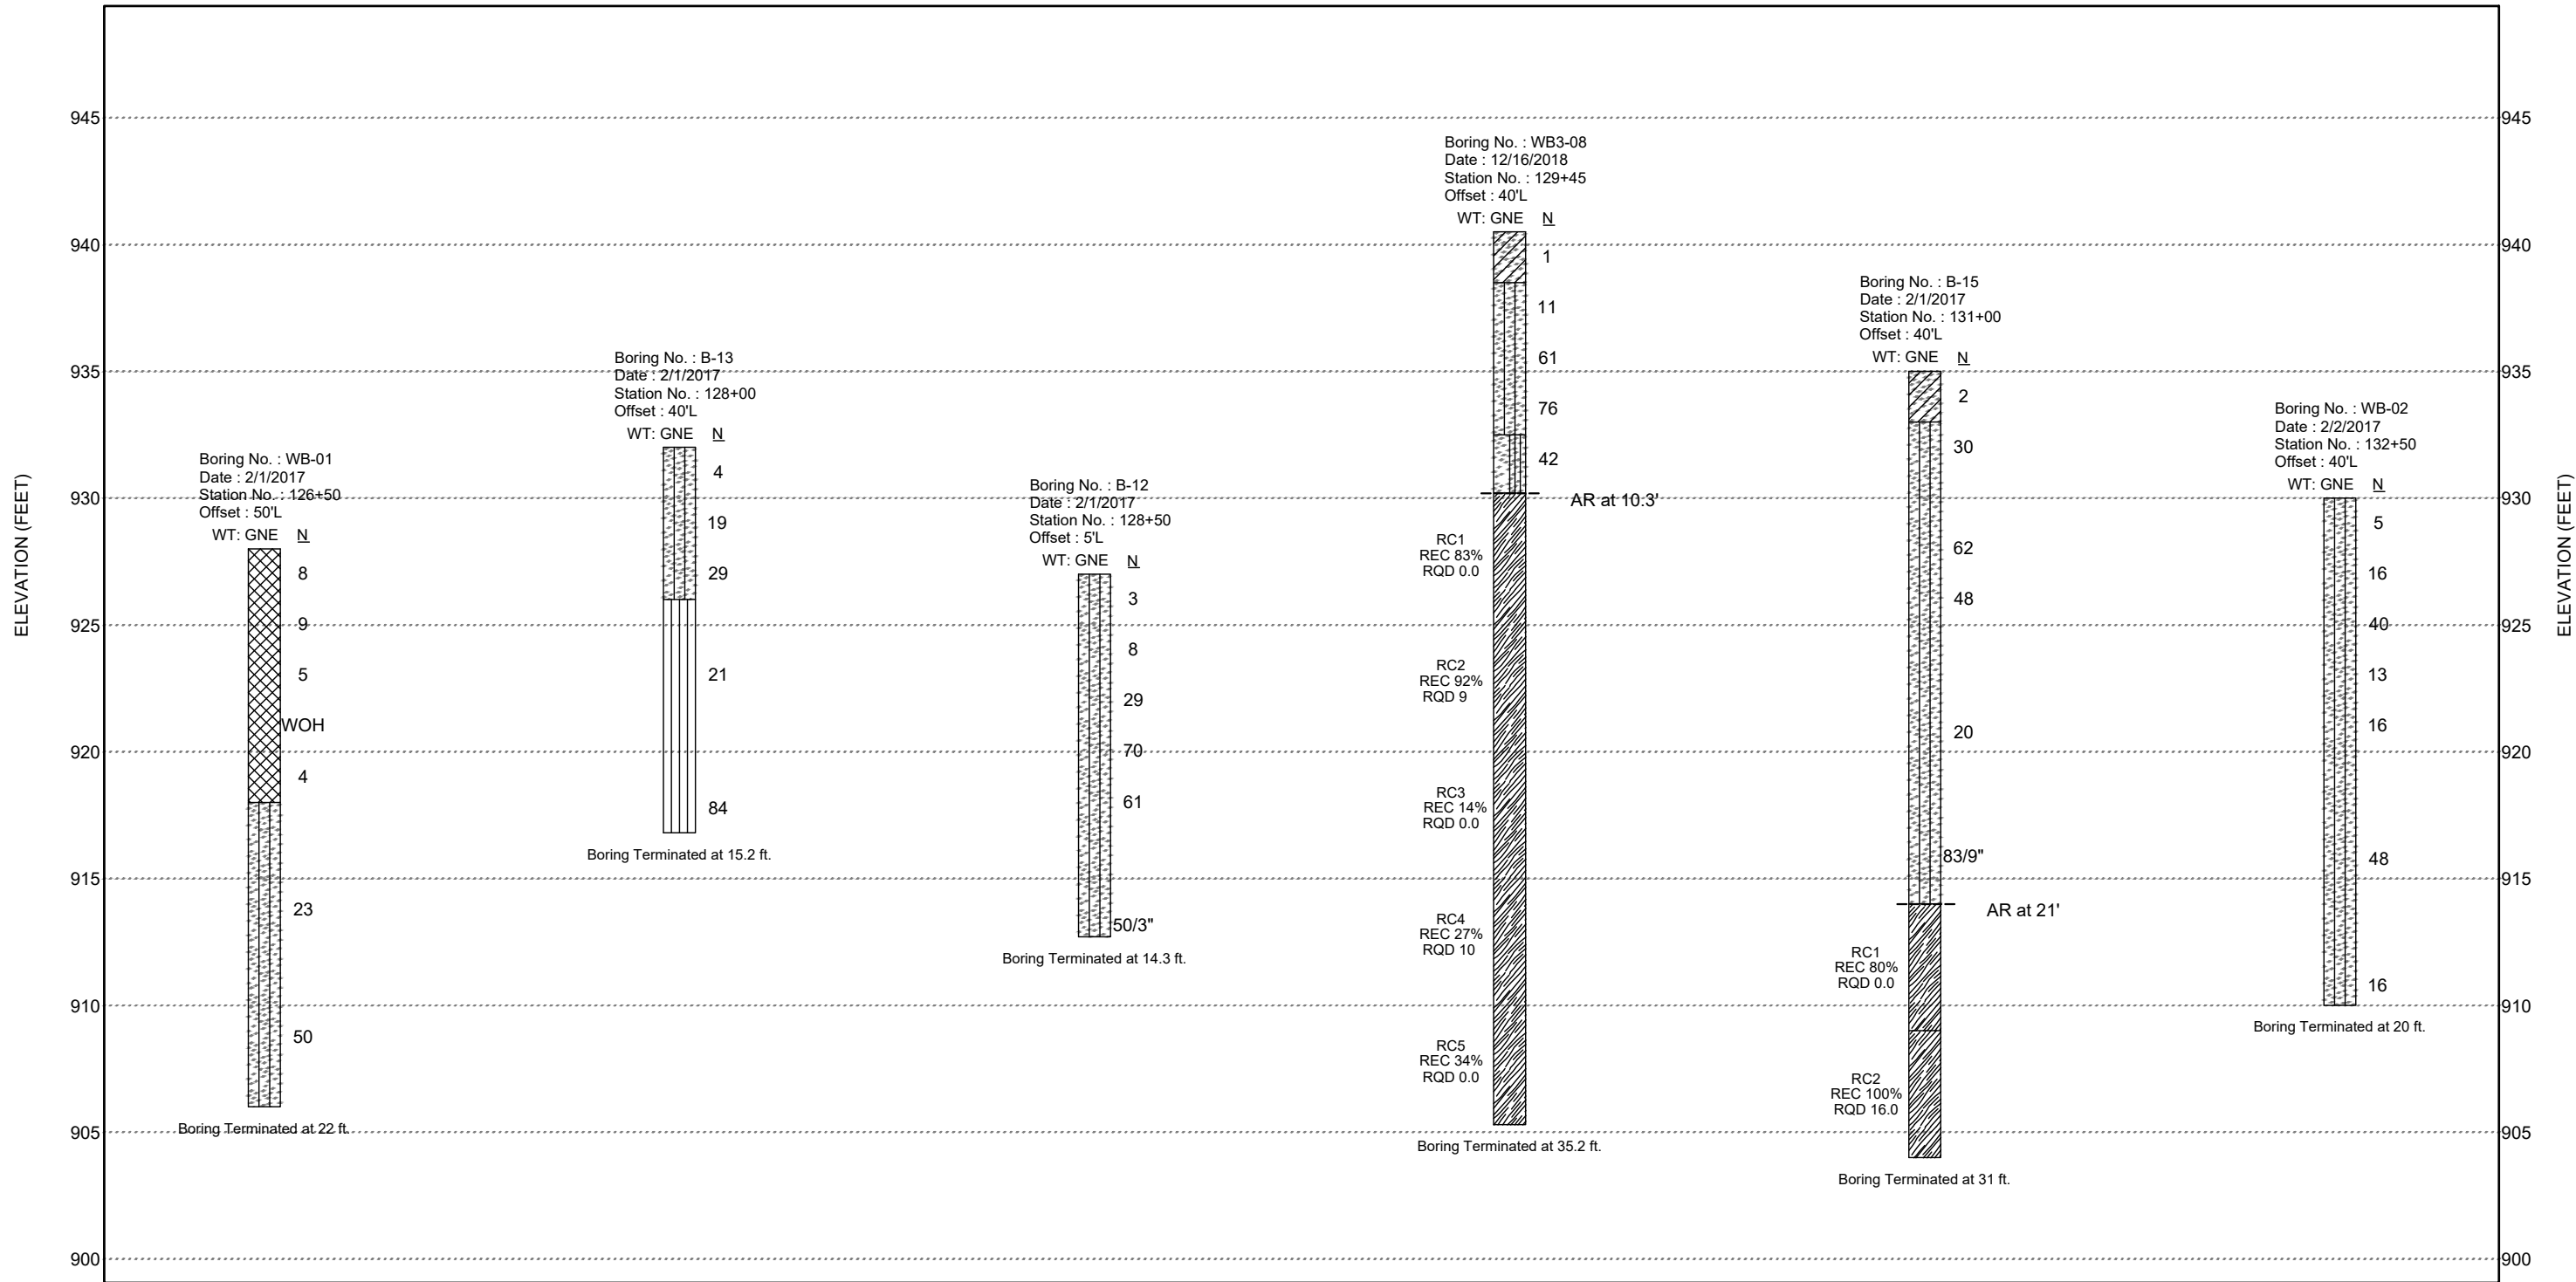 ELEVATION (FEET)
945
940
935
930
925
920
915
910
905
900
Boring No. : WB-01
Date : 2/1/2017
Station No. : 126+50
Offset : 50'L
WT: GNE N
8
9
5
WOH
4
23
50
Boring Terminated at 22 ft.
Boring No. : B-13
Date : 2/1/2017
Station No. : 128+00
Offset : 40'L
WT: GNE N
4
19
29
21
84
Boring Terminated at 15.2 ft.
Boring No. : B-12
Date : 2/1/2017
Station No. : 128+50
Offset : 5'L
WT: GNE N
3
8
29
70
61
50/3"
Boring Terminated at 14.3 ft.
Boring No. : WB3-08
Date : 12/16/2018
Station No. : 129+45
Offset : 40'L
WT: GNE N
1
11
61
76
42
AR at 10.3'
RC1
REC 83%
RQD 0.0
RC2
REC 92%
RQD 9
RC3
REC 14%
RQD 0.0
RC4
REC 27%
RQD 10
RC5
REC 34%
RQD 0.0
Boring Terminated at 35.2 ft.
Boring No. : B-15
Date : 2/1/2017
Station No. : 131+00
Offset : 40'L
WT: GNE N
2
30
62
48
20
83/9"
AR at 21'
RC1
REC 80%
RQD 0.0
RC2
REC 100%
RQD 16.0
Boring Terminated at 31 ft.
Boring No. : WB-02
Date : 2/2/2017
Station No. : 132+50
Offset : 40'L
WT: GNE N
5
16
40
13
16
48
16
Boring Terminated at 20 ft.
945
940
935
930
925
920
915
910
905
900
ELEVATION (FEET)